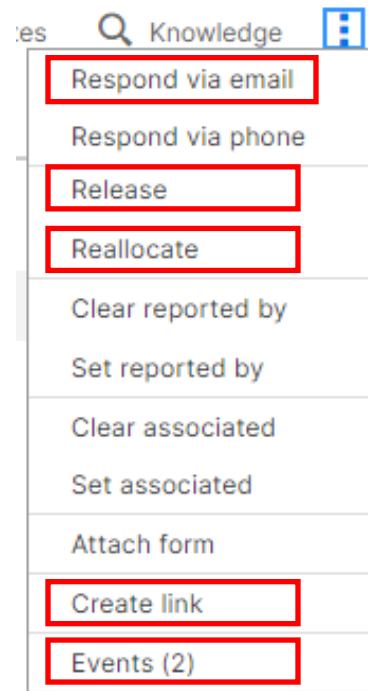 es Knowledge
Respond via email
Respond via phone
Release
Reallocate
Clear reported by
Set reported by
Clear associated
Set associated
Attach form
Create link
Events (2)